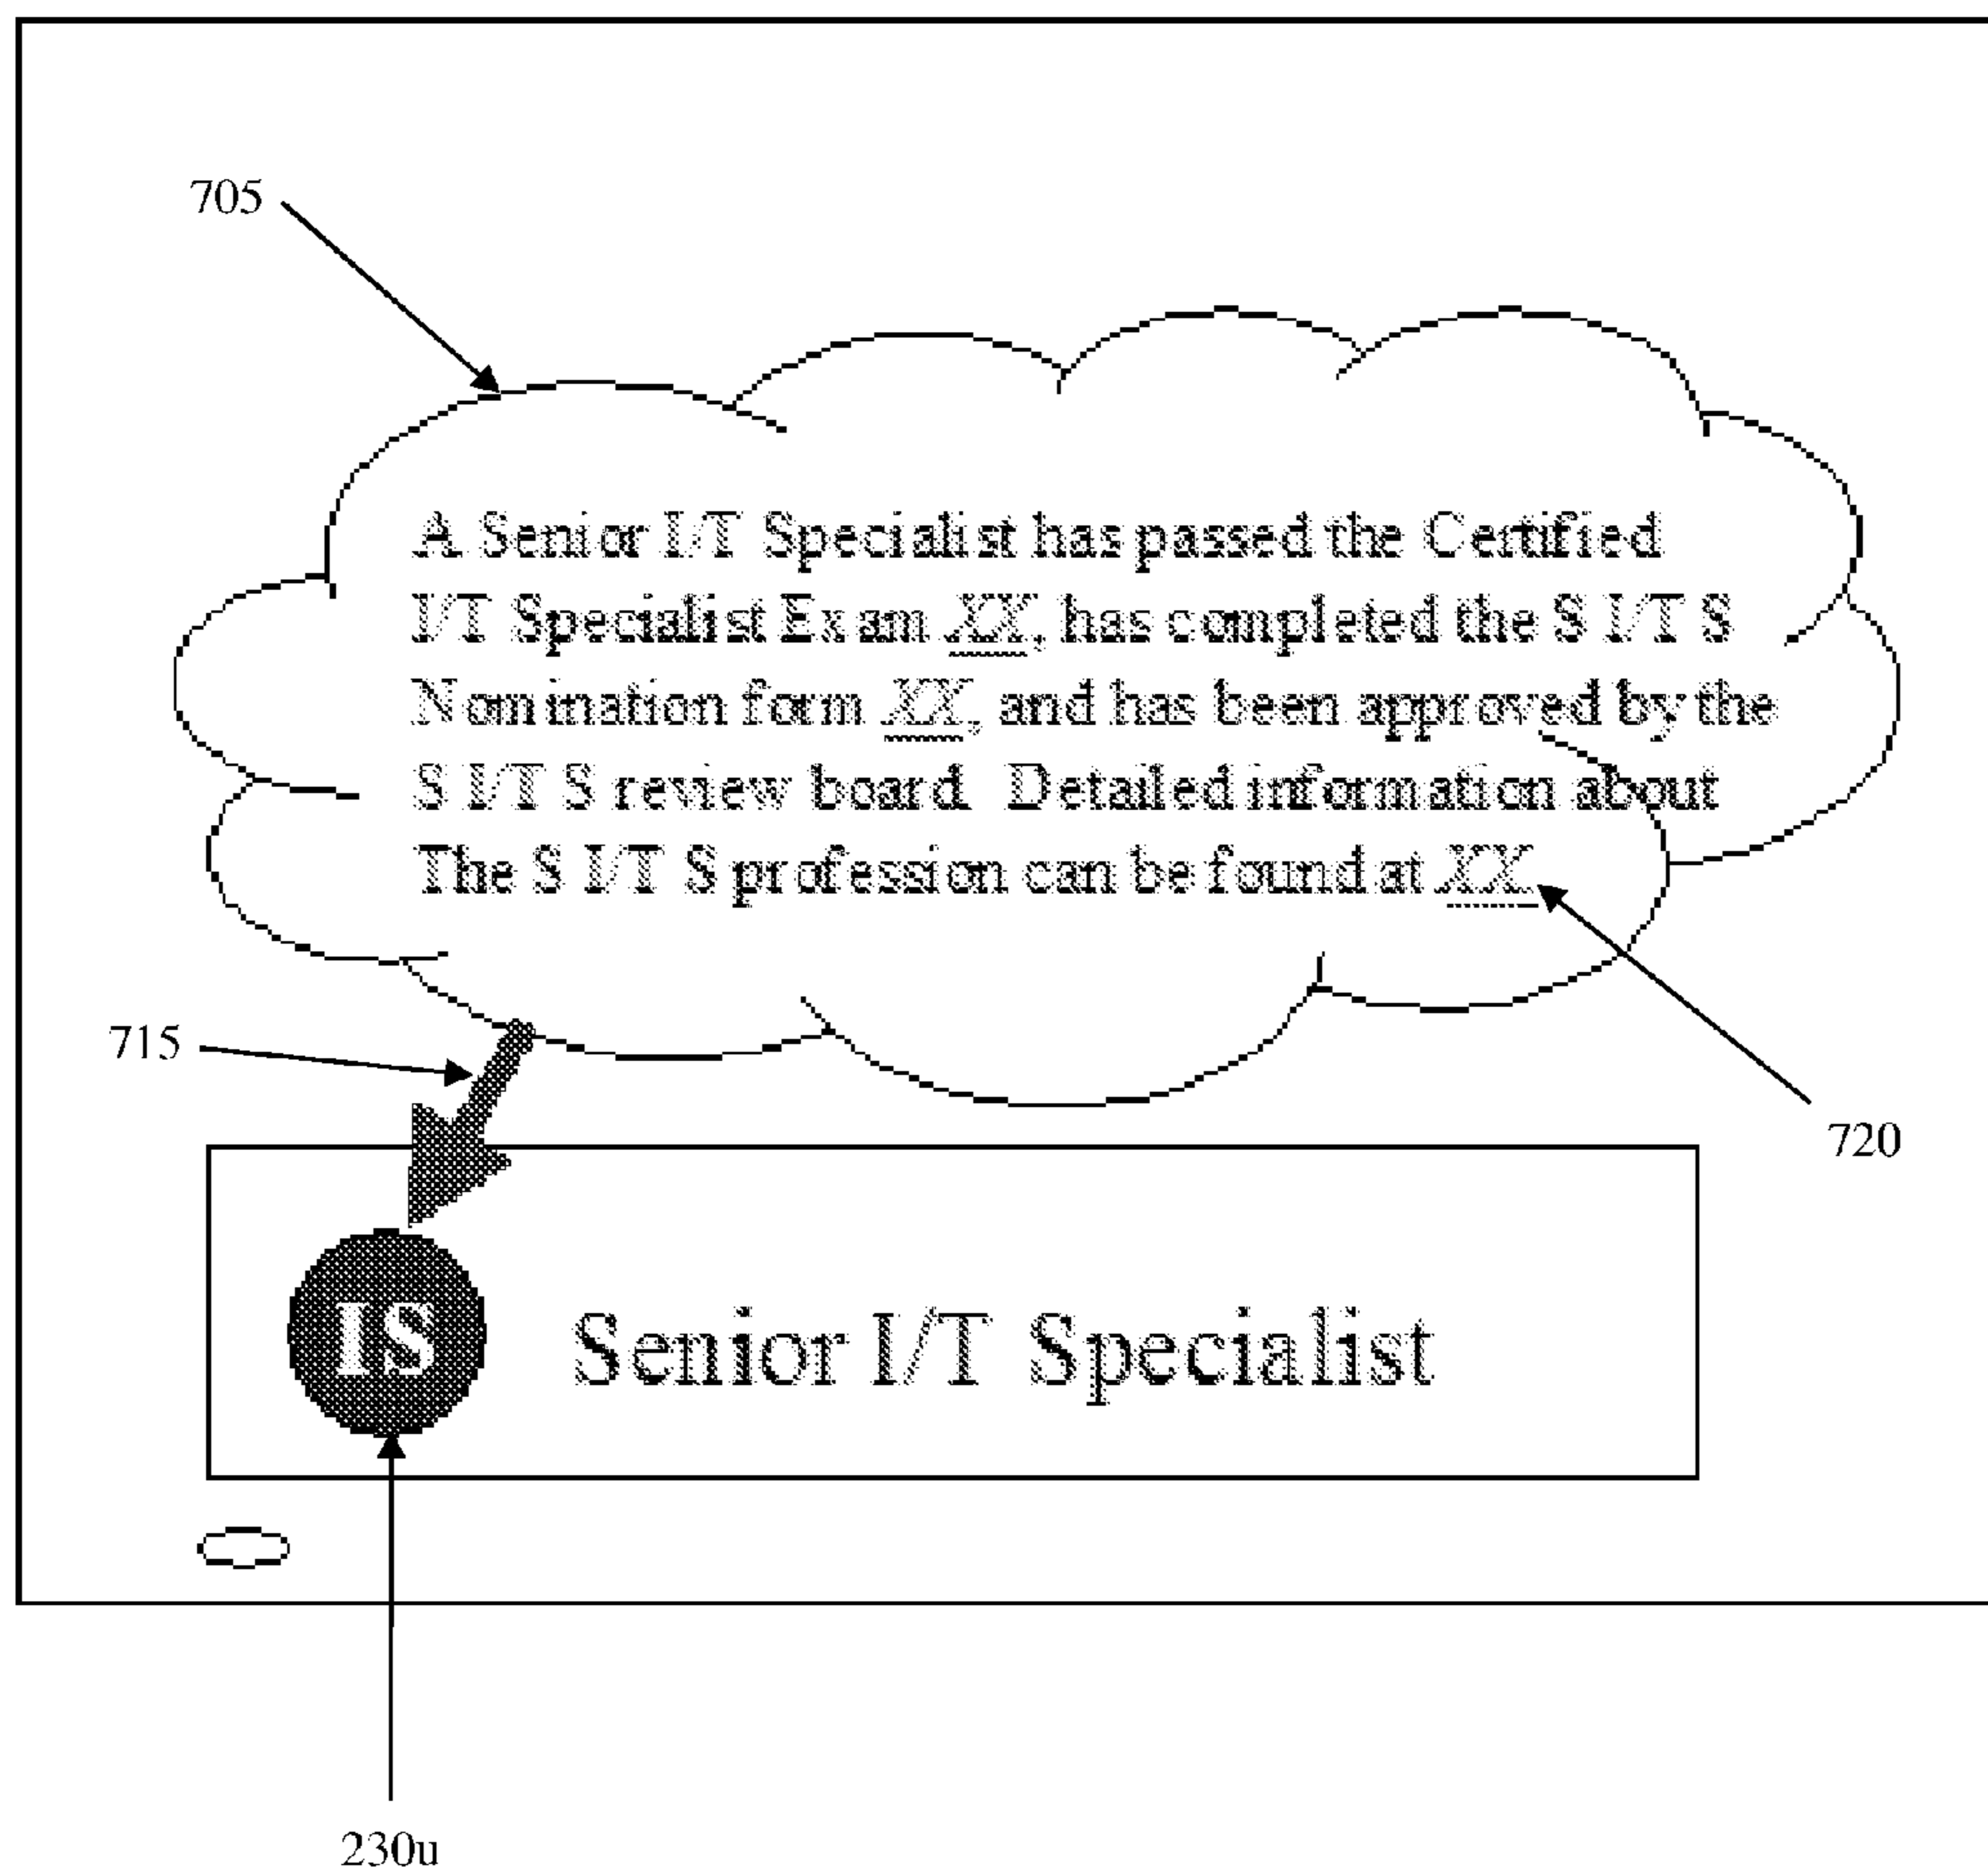 705
A Senior I/T Specialist has passed the Certified
I/T Specialist Exam XX, has completed the S I/T S
Nomination form XX, and has been approved by the
S I/T S review board. Detailed information about
The S I/T S profession can be found at XX
715
720
IS Senior I/T Specialist
230u